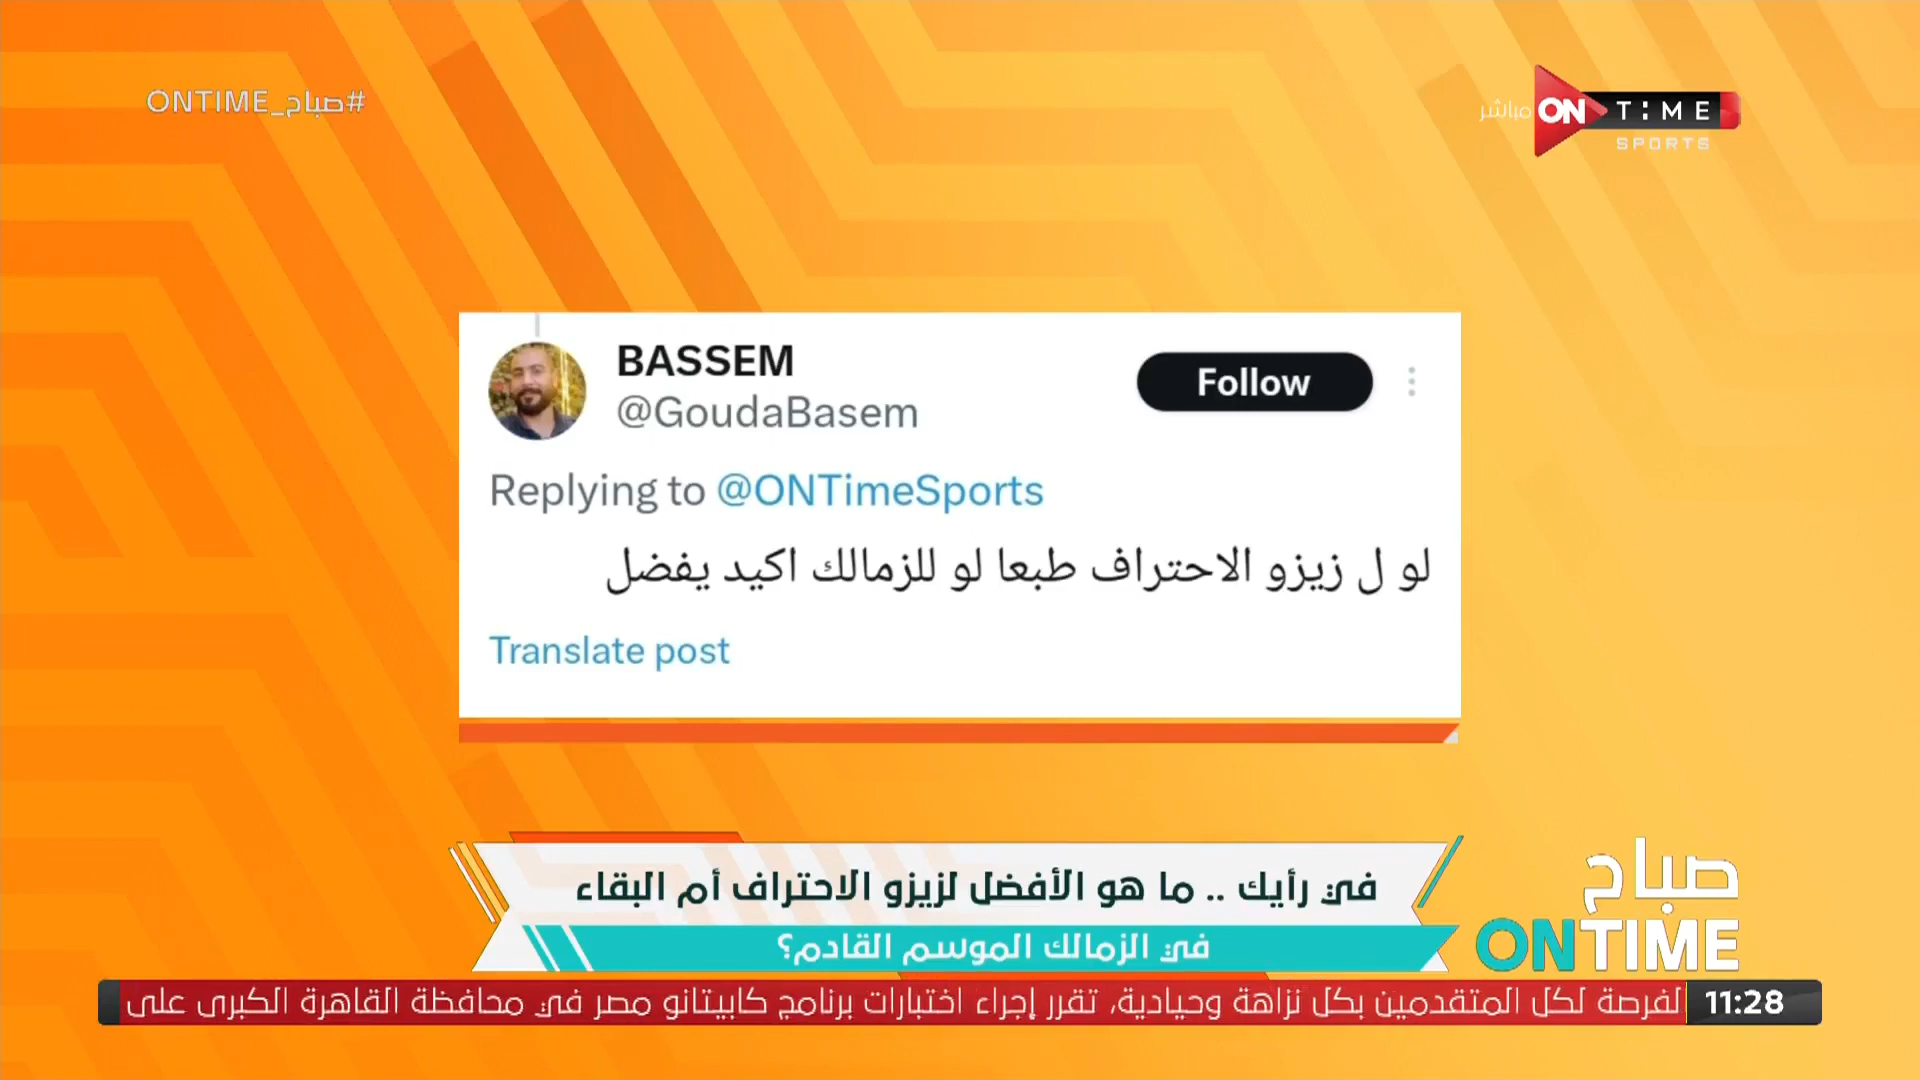 #صباح_ONTIME
مباشر ON T:ME
SPORTS
BASSEM
Follow
@GoudaBasem
Replying to @ONTimeSports
لو ل زيزو الاحتراف طبعا لو للزمالك اكيد يفضل
Translate post
في رأيك .. ما هو الأفضل لزيزو الاحتراف أم البقاء
في الزمالك الموسم القادم؟
صباح
ONTIME
11:28
لفرصة لكل المتقدمين بكل نزاهة وحيادية، تقرر إجراء اختبارات برنامج كابيتانو مصر في محافظة القاهرة الكبرى على